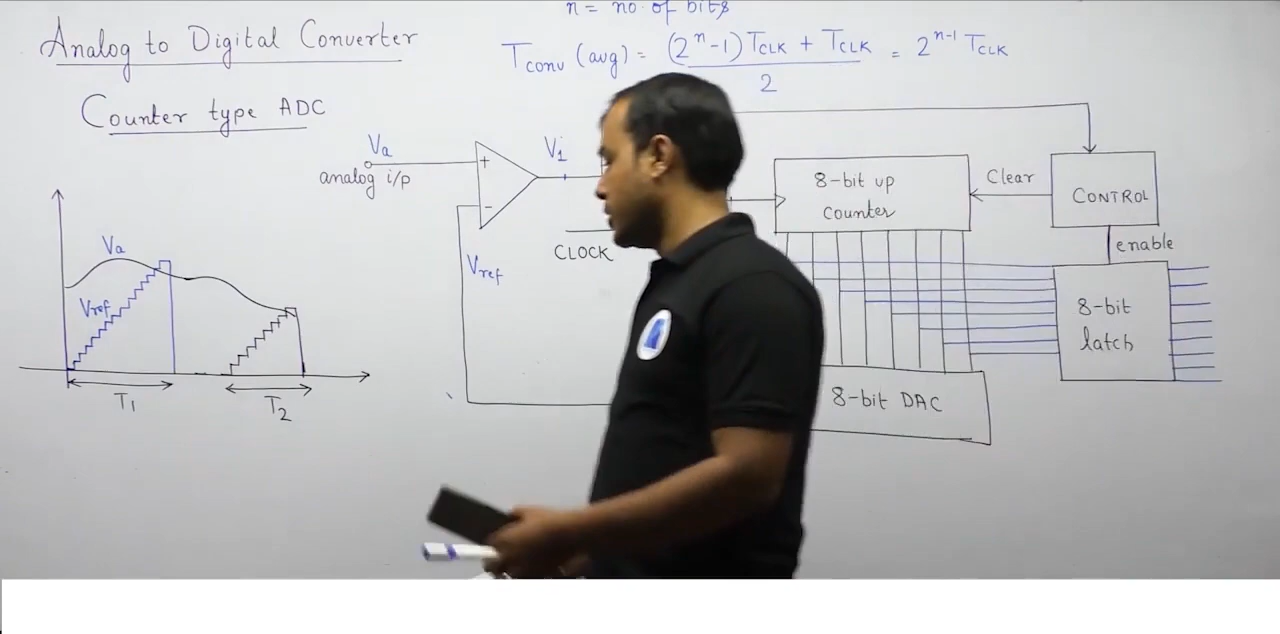 n = no. of bits
Analog to Digital Converter
Tconv (avg) = (2^n -1) TCLK + TCLK / 2 = 2^n-1 TCLK
Counter type ADC
Va
analog i/p
+
-
V1
CLOCK
Vref
8-bit up
counter
Clear
CONTROL
enable
8-bit
latch
8-bit DAC
Va
Vref
T1
T2